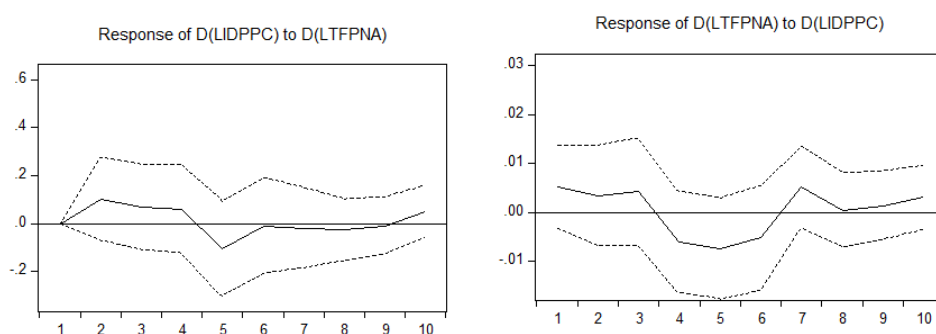 Response of D(LIDPPC) to D(LTFPNA)
.6
.4
.2
.0
-.2
1 2 3 4 5 6 7 8 9 10
Response of D(LTFPNA) to D(LIDPPC)
.03
.02
.01
.00
-.01
1 2 3 4 5 6 7 8 9 10